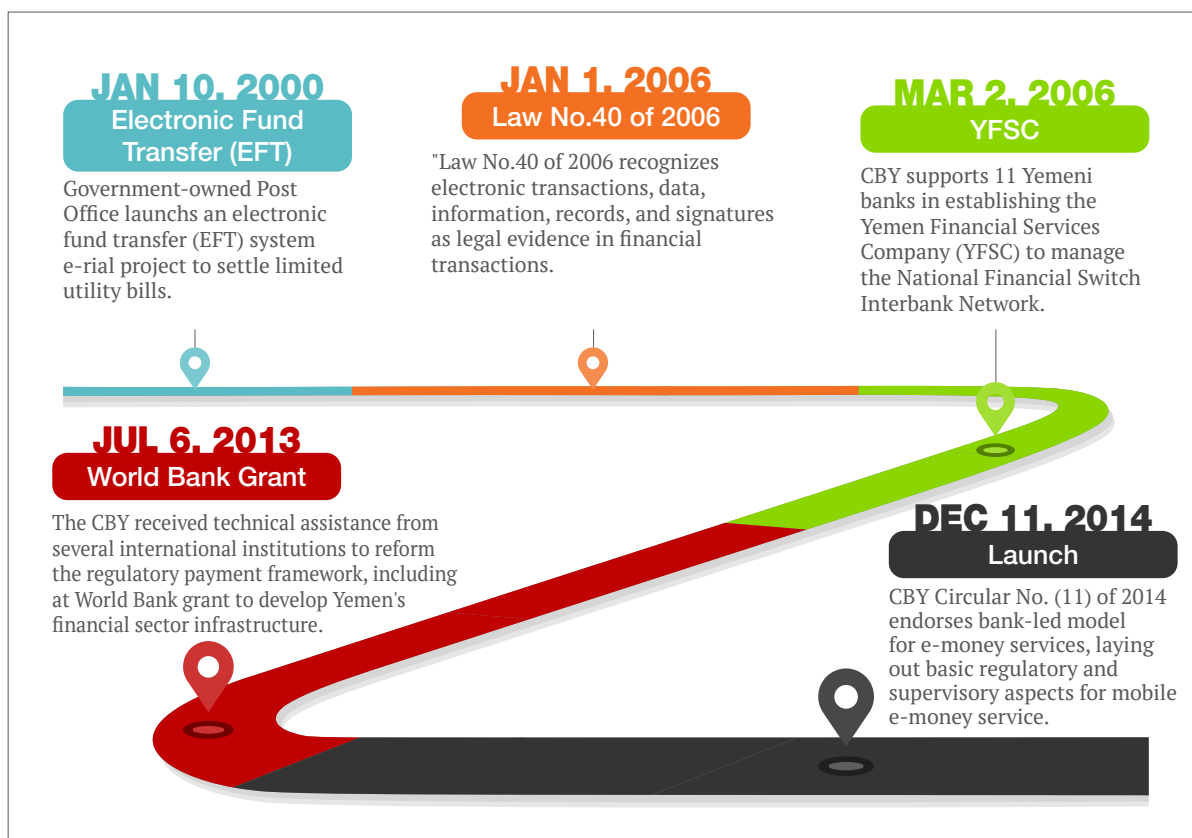 JAN 10, 2000
Electronic Fund
Transfer (EFT)
Government-owned Post
Office launchs an electronic
fund transfer (EFT) system
e-rial project to settle limited
utility bills.
JAN 1, 2006
Law No.40 of 2006
"Law No.40 of 2006 recognizes
electronic transactions, data,
information, records, and signatures
as legal evidence in financial
transactions.
MAR 2, 2006
YFSC
CBY supports 11 Yemeni
banks in establishing the
Yemen Financial Services
Company (YFSC) to manage
the National Financial Switch
Interbank Network.
JUL 6, 2013
World Bank Grant
The CBY received technical assistance from
several international institutions to reform
the regulatory payment framework, including
at World Bank grant to develop Yemen's
financial sector infrastructure.
DEC 11, 2014
Launch
CBY Circular No. (11) of 2014
endorses bank-led model
for e-money services, laying
out basic regulatory and
supervisory aspects for mobile
e-money service.